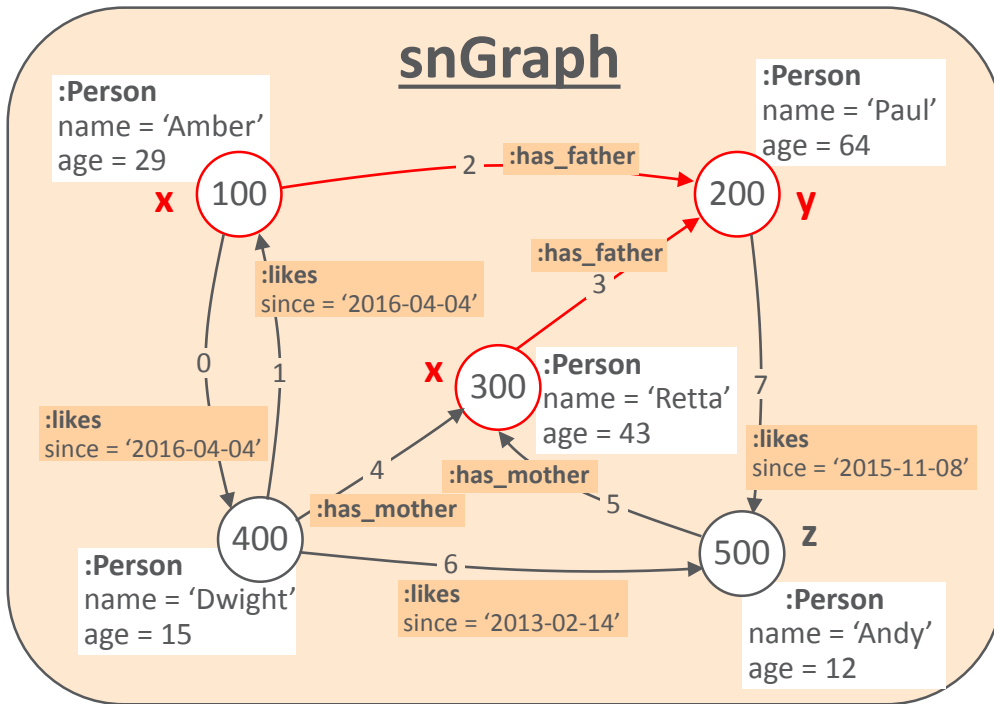 snGraph
:Person
name = ‘Amber’
age = 29
:Person
name = ‘Paul’
age = 64
2
:has_father
x
100
200
y
:has_father
3
:likes
since = ‘2016-04-04’
0
1
x
300
:Person
name = ‘Retta’
age = 43
7
:likes
since = ‘2016-04-04’
4
:has_mother
:has_mother
5
:likes
since = ‘2015-11-08’
400
6
500
z
:Person
name = ‘Dwight’
age = 15
:likes
since = ‘2013-02-14’
:Person
name = ‘Andy’
age = 12